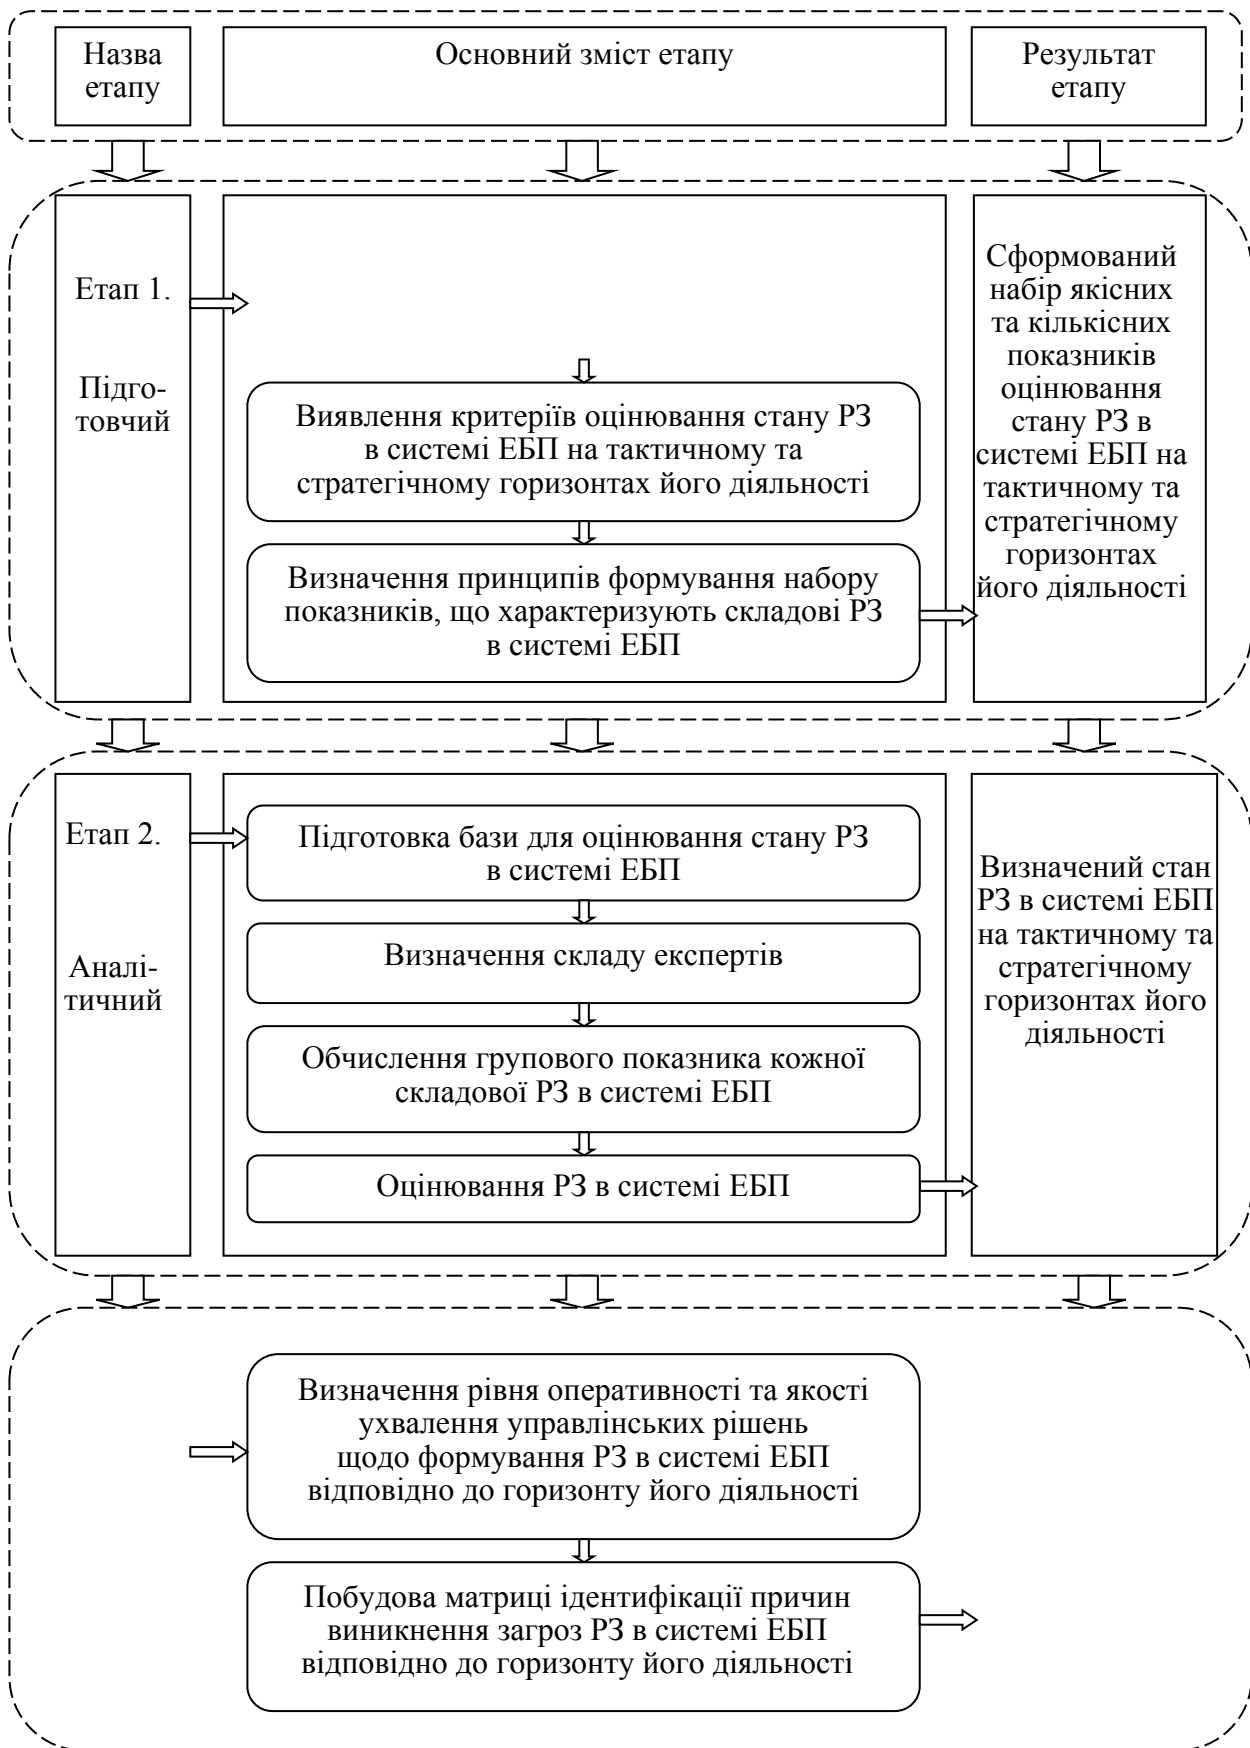 Назва
етапу
Основний зміст етапу
Результат
етапу
Етап 1.
Підго-
товчий
Виявлення критеріїв оцінювання стану РЗ
в системі ЕБП на тактичному та
стратегічному горизонтах його діяльності
Визначення принципів формування набору
показників, що характеризують складові РЗ
в системі ЕБП
Сформований
набір якісних
та кількісних
показників
оцінювання
стану РЗ в
системі ЕБП на
тактичному та
стратегічному
горизонтах
його діяльності
Етап 2.
Аналі-
тичний
Підготовка бази для оцінювання стану РЗ
в системі ЕБП
Визначення складу експертів
Обчислення групового показника кожної
складової РЗ в системі ЕБП
Оцінювання РЗ в системі ЕБП
Визначений стан
РЗ в системі ЕБП
на тактичному та
стратегічному
горизонтах його
діяльності
Визначення рівня оперативності та якості
ухвалення управлінських рішень
щодо формування РЗ в системі ЕБП
відповідно до горизонту його діяльності
Побудова матриці ідентифікації причин
виникнення загроз РЗ в системі ЕБП
відповідно до горизонту його діяльності